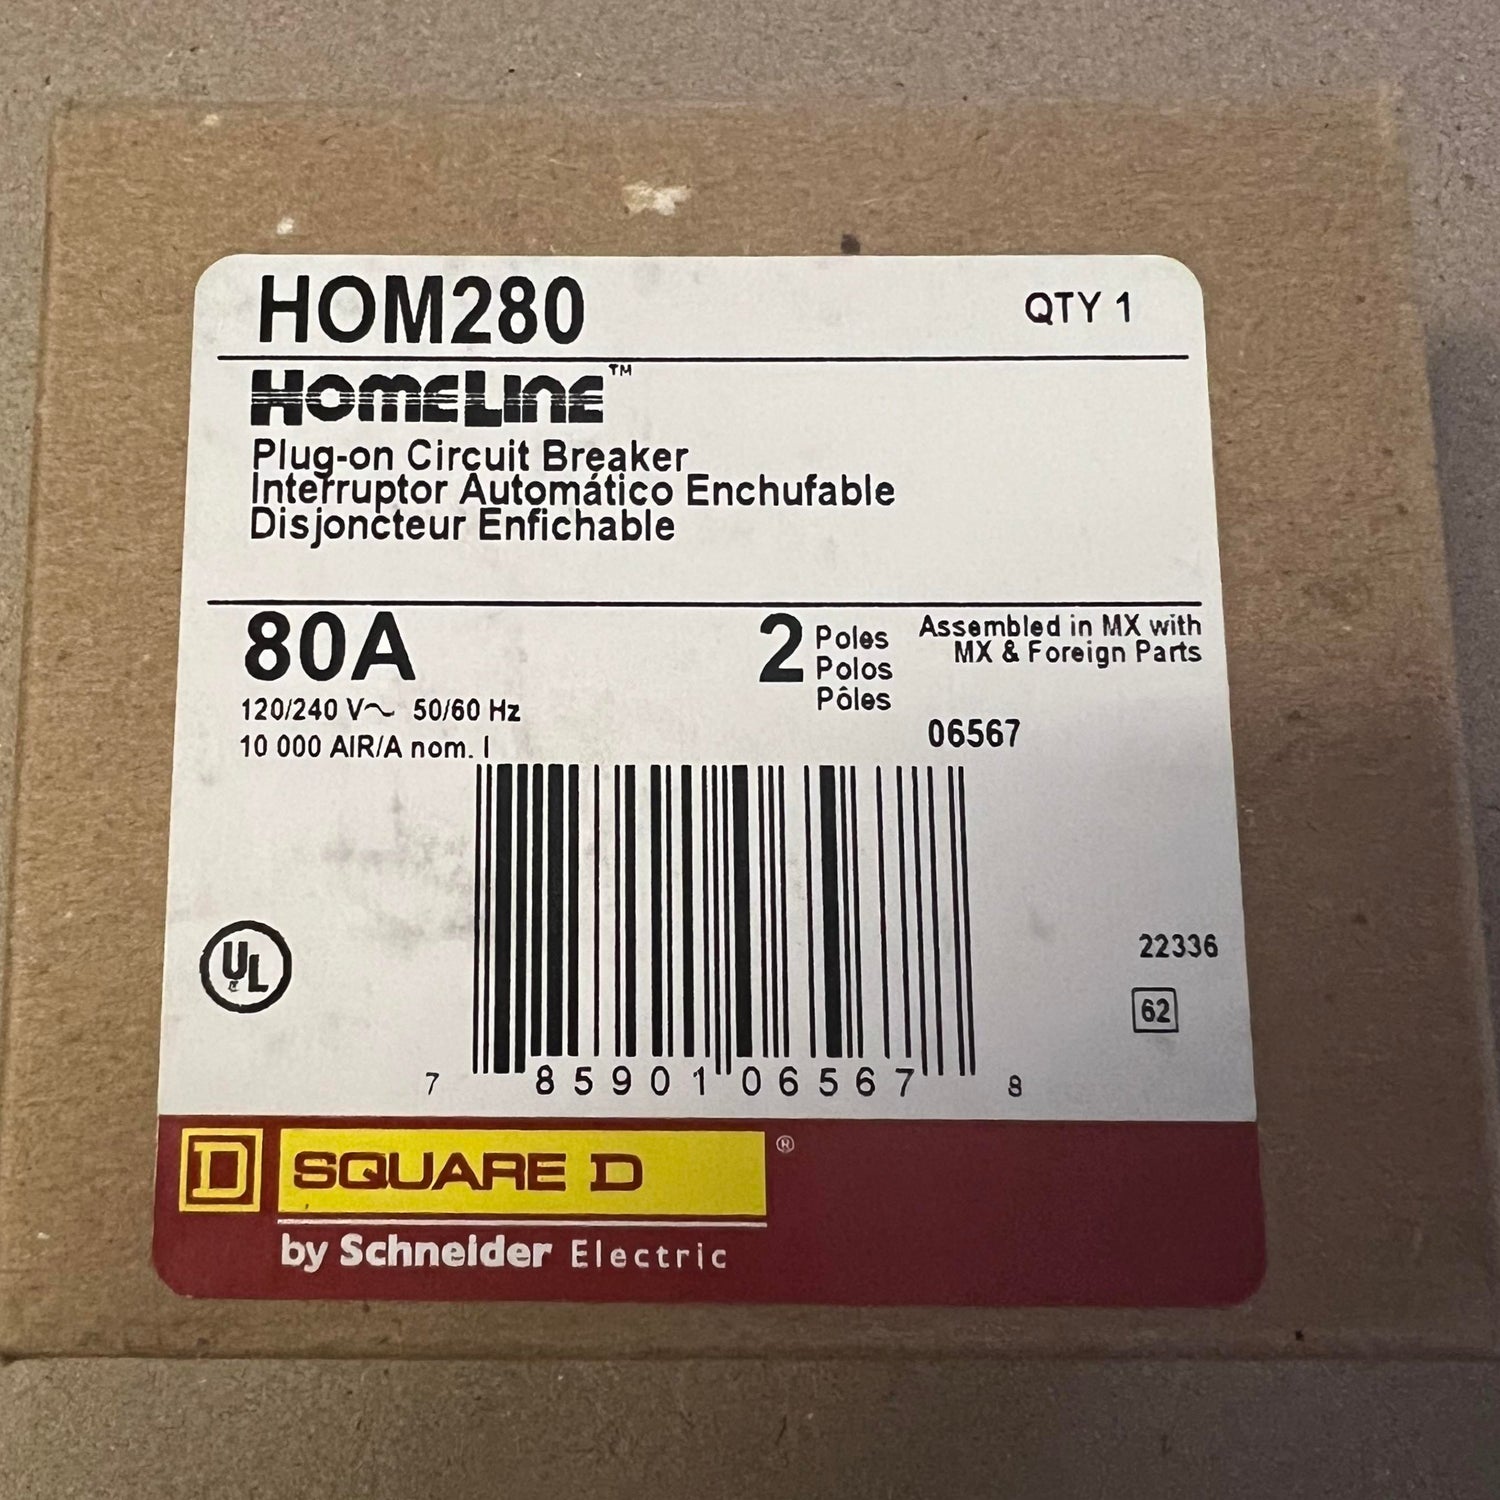 HOM280
QTY 1
HOMELINE™
Plug-on Circuit Breaker
Interruptor Automático Enchufable
Disjoncteur Enfichable
80A
2 Poles
Polos
Pôles
Assembled in MX with
MX & Foreign Parts
120/240 V~ 50/60 Hz
10 000 AIR/A nom. I
06567
UL
22336
62
7 85901 06567 8
D SQUARE D ®
by Schneider Electric